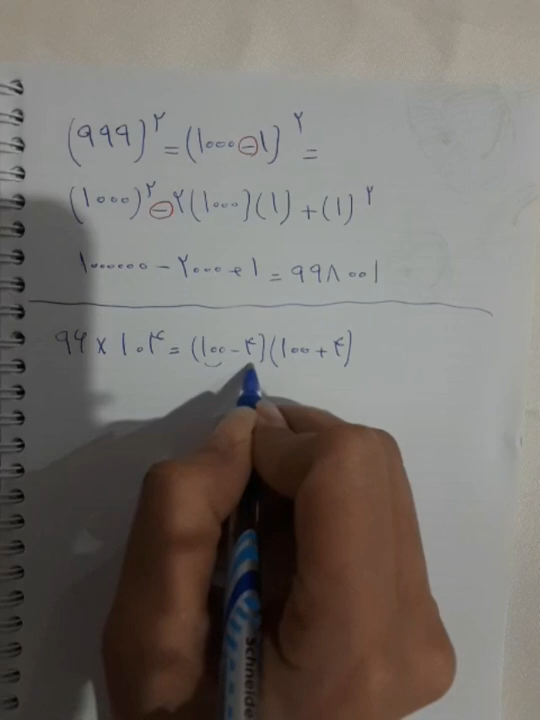 (۹۹۹)^۲ = (۱۰۰۰ - ۱)^۲ =
(۱۰۰۰)^۲ - ۲(۱۰۰۰)(۱) + (۱)^۲
۱۰۰۰۰۰۰ - ۲۰۰۰ + ۱ = ۹۹۸۰۰۱
۹۶ × ۱۰۴ = (۱۰۰ - ۴)(۱۰۰ + ۴)
Schneide